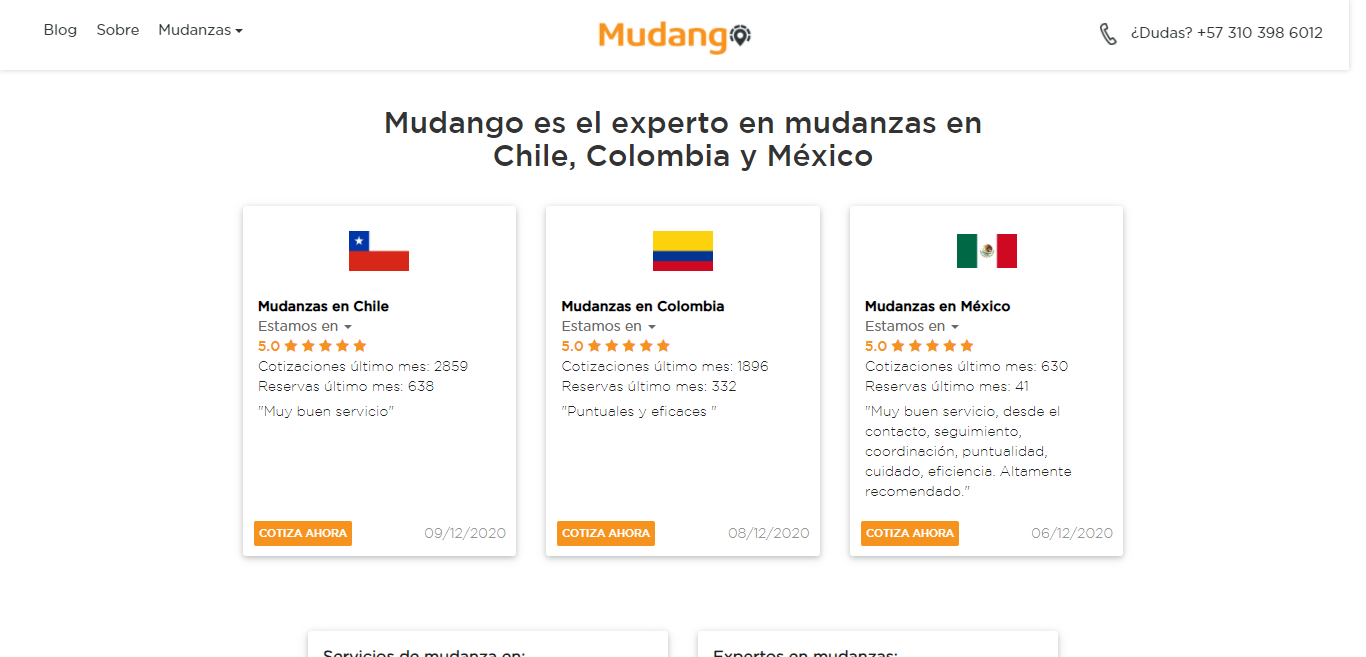 Blog Sobre Mudanzas
Mudango
¿Dudas? +57 310 398 6012
Mudango es el experto en mudanzas en
Chile, Colombia y México
Mudanzas en Chile
Estamos en
5.0
Cotizaciones último mes: 2859
Reservas último mes: 638
"Muy buen servicio"
COTIZA AHORA
09/12/2020
Mudanzas en Colombia
Estamos en
5.0
Cotizaciones último mes: 1896
Reservas último mes: 332
"Puntuales y eficaces "
COTIZA AHORA
08/12/2020
Mudanzas en México
Estamos en
5.0
Cotizaciones último mes: 630
Reservas último mes: 41
"Muy buen servicio, desde el
contacto, seguimiento,
coordinación, puntualidad,
cuidado, eficiencia. Altamente
recomendado."
COTIZA AHORA
06/12/2020
Servicios de mudanza en:
Expertos en mudanzas: